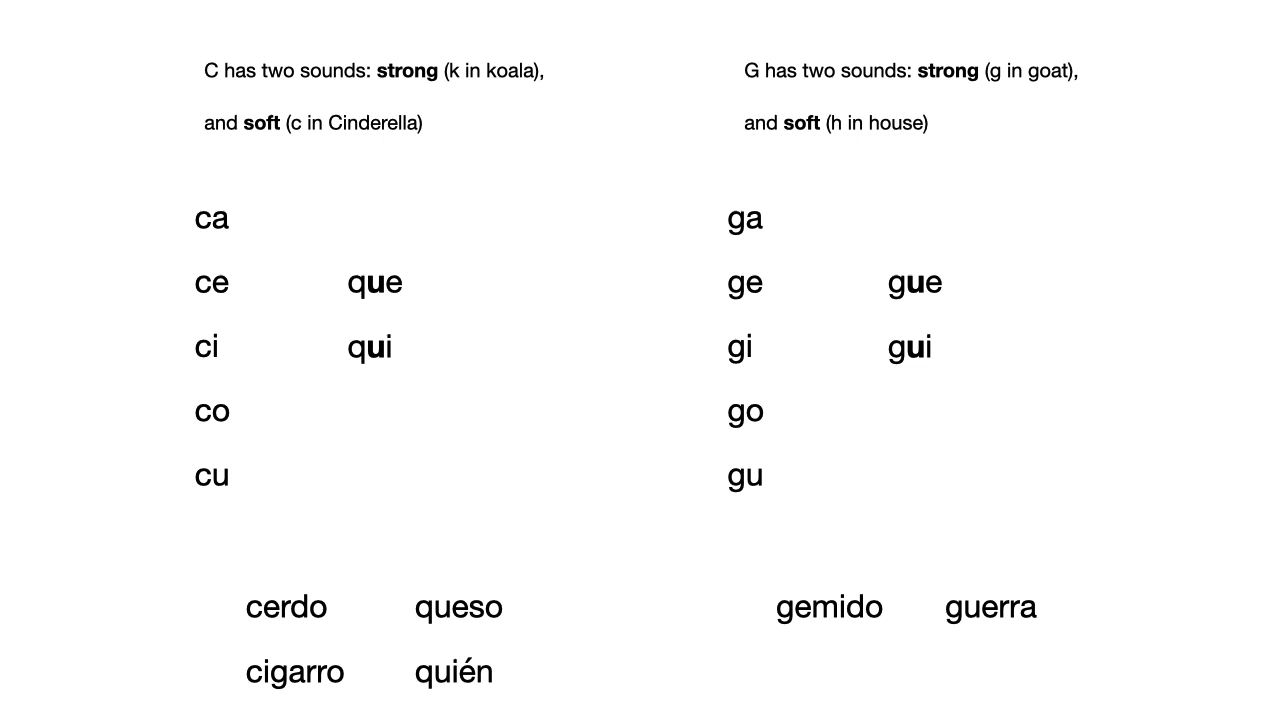 C has two sounds: strong (k in koala),
and soft (c in Cinderella)
ca
ce que
ci qui
co
cu
cerdo queso
cigarro quién
G has two sounds: strong (g in goat),
and soft (h in house)
ga
ge gue
gi gui
go
gu
gemido guerra